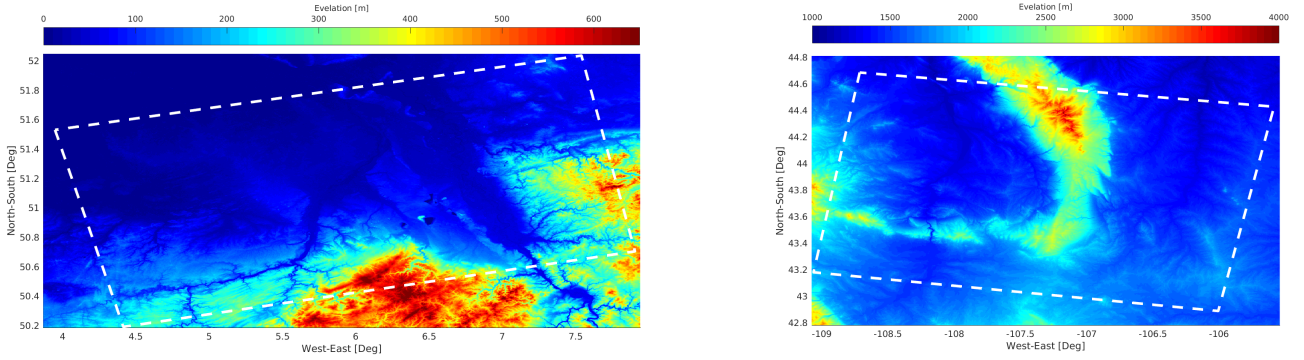 Evelation [m]
0 100 200 300 400 500 600
52
51.8
51.6
51.4
51.2
51
50.8
50.6
50.4
50.2
North-South [Deg]
4 4.5 5 5.5 6 6.5 7 7.5
West-East [Deg]
Evelation [m]
1000 1500 2000 2500 3000 3500 4000
44.8
44.6
44.4
44.2
44
43.8
43.6
43.4
43.2
43
42.8
North-South [Deg]
-109 -108.5 -108 -107.5 -107 -106.5 -106
West-East [Deg]